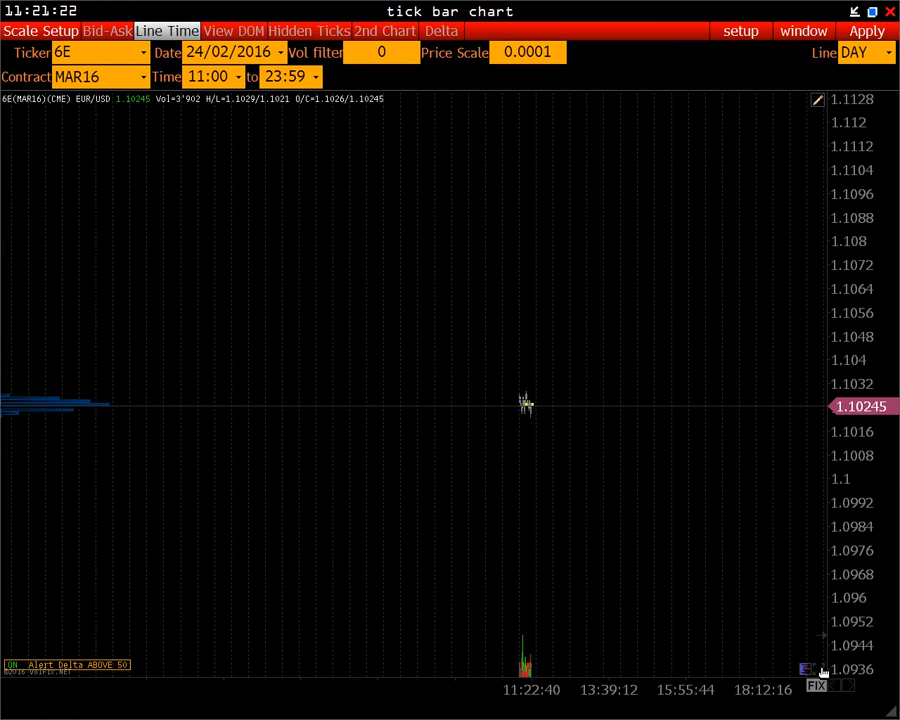 11:21:22 tick bar chart
Scale Setup Bid-Ask Line Time View DOM Hidden Ticks 2nd Chart Delta setup window Apply
Ticker 6E Date 24/02/2016 Vol filter 0 Price Scale 0.0001 Line DAY
Contract MAR16 Time 11:00 to 23:59
6E(MAR16)(CME) EUR/USD 1.10245 Vol=3'902 H/L=1.1029/1.1021 O/C=1.1026/1.10245
1.1128
1.112
1.1112
1.1104
1.1096
1.1088
1.108
1.1072
1.1064
1.1056
1.1048
1.104
1.1032
1.10245
1.1016
1.1008
1.1
1.0992
1.0984
1.0976
1.0968
1.096
1.0952
1.0944
ON Alert Delta ABOVE 50
1.0936
©2016 VolFix.NET
FIX
11:22:40 13:39:12 15:55:44 18:12:16